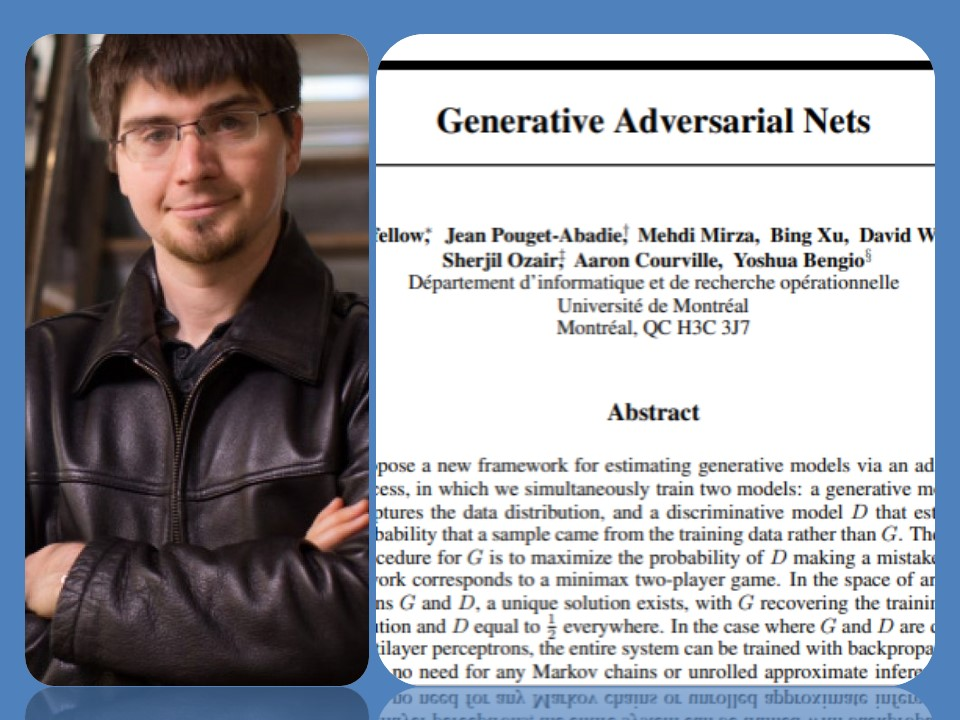 Generative Adversarial Nets
fellow,* Jean Pouget-Abadie,† Mehdi Mirza, Bing Xu, David W
Sherjil Ozair,‡ Aaron Courville, Yoshua Bengio§
Département d'informatique et de recherche opérationnelle
Université de Montréal
Montréal, QC H3C 3J7
Abstract
pose a new framework for estimating generative models via an ad
cess, in which we simultaneously train two models: a generative m
ptures the data distribution, and a discriminative model D that est
bability that a sample came from the training data rather than G. The
cedure for G is to maximize the probability of D making a mistake
ork corresponds to a minimax two-player game. In the space of ar
ns G and D, a unique solution exists, with G recovering the trainin
ution and D equal to 1/2 everywhere. In the case where G and D are d
tilayer perceptrons, the entire system can be trained with backpropa
no need for any Markov chains or unrolled approximate infere